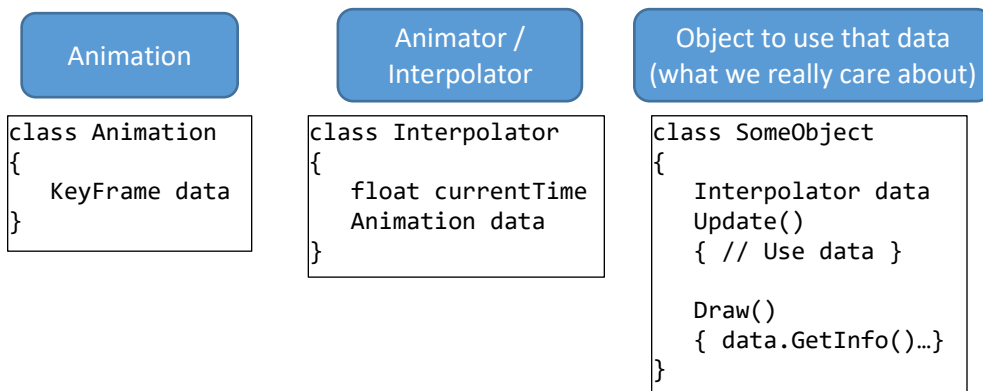 Animation
class Animation
{
KeyFrame data
}
Animator /
Interpolator
class Interpolator
{
float currentTime
Animation data
}
Object to use that data
(what we really care about)
class SomeObject
{
Interpolator data
Update()
{ // Use data }
Draw()
{ data.GetInfo()…}
}